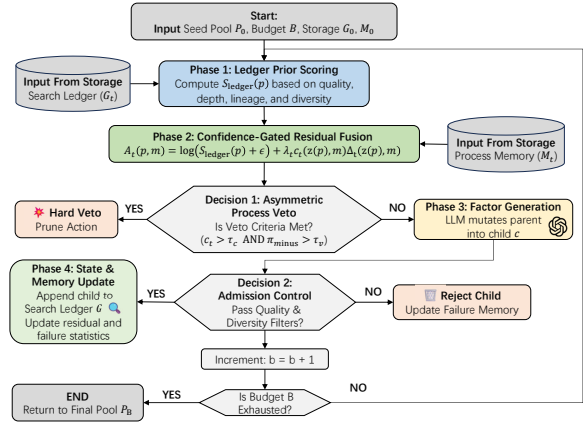 Start:
Input Seed Pool P₀, Budget B, Storage G₀, M₀
Input From Storage
Search Ledger (Gₜ)
Phase 1: Ledger Prior Scoring
Compute S_ledger(p) based on quality,
depth, lineage, and diversity
Phase 2: Confidence-Gated Residual Fusion
Aₜ(p, m) = log(S_ledger(p) + ϵ) + λₜcₜ(z(p), m)Δₜ(z(p), m)
Input From Storage
Process Memory (Mₜ)
Decision 1: Asymmetric
Process Veto
Is Veto Criteria Met?
(cₜ > τ_c AND π_minus > τ_v)
YES
Hard Veto
Prune Action
NO
Phase 3: Factor Generation
LLM mutates parent
into child c
Decision 2:
Admission Control
Pass Quality &
Diversity Filters?
YES
Phase 4: State &
Memory Update
Append child to
Search Ledger G
Update residual and
failure statistics
NO
Reject Child
Update Failure Memory
Increment: b = b + 1
Is Budget B
Exhausted?
YES
END
Return to Final Pool P_B
NO